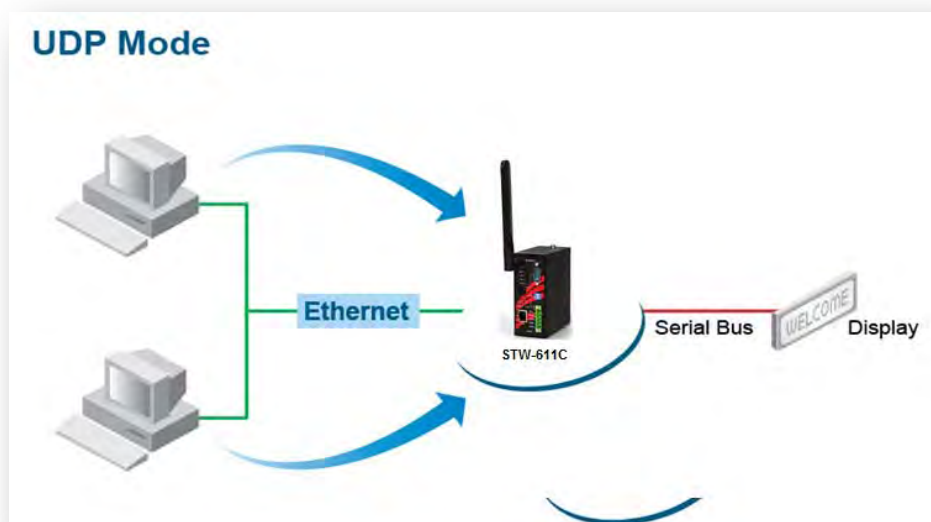 UDP Mode
Ethernet
STW-611C
Serial Bus
WELCOME
Display